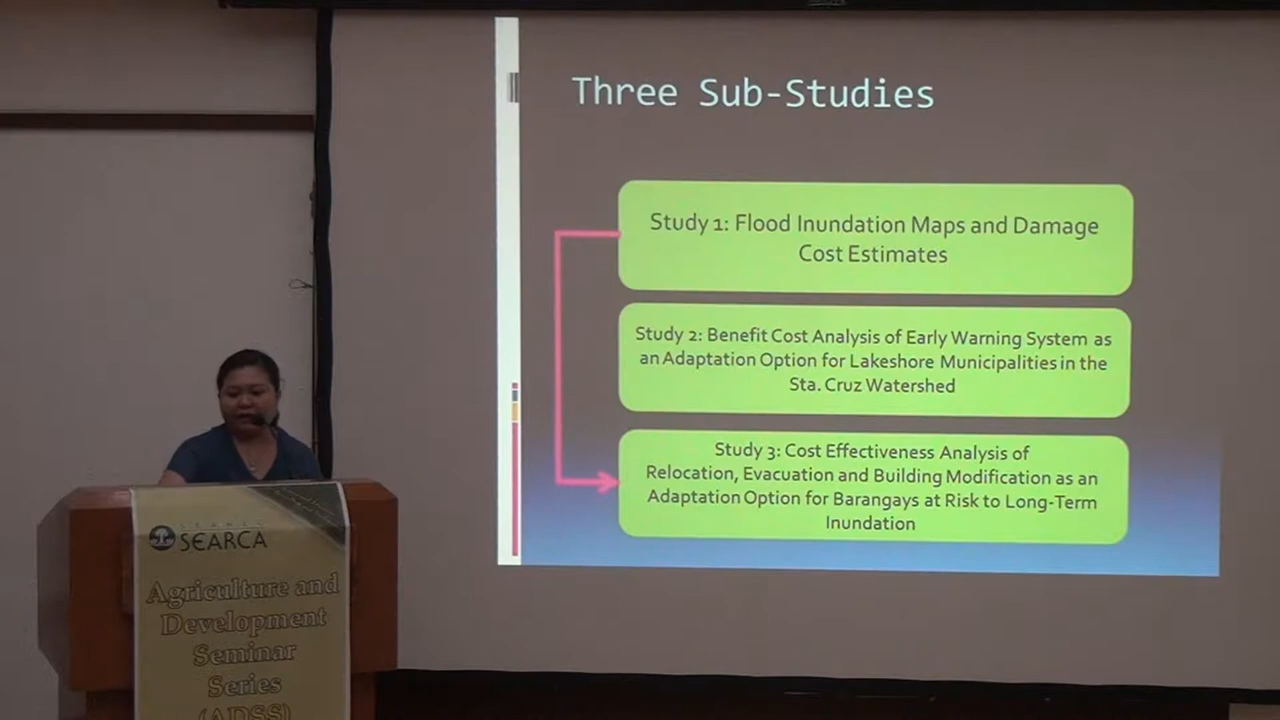 Three Sub-Studies
Study 1: Flood Inundation Maps and Damage
Cost Estimates
Study 2: Benefit Cost Analysis of Early Warning System as
an Adaptation Option for Lakeshore Municipalities in the
Sta. Cruz Watershed
Study 3: Cost Effectiveness Analysis of
Relocation, Evacuation and Building Modification as an
Adaptation Option for Barangays at Risk to Long-Term
Inundation
SEARCA
Agriculture and
Development
Seminar
Series
(ADSS)